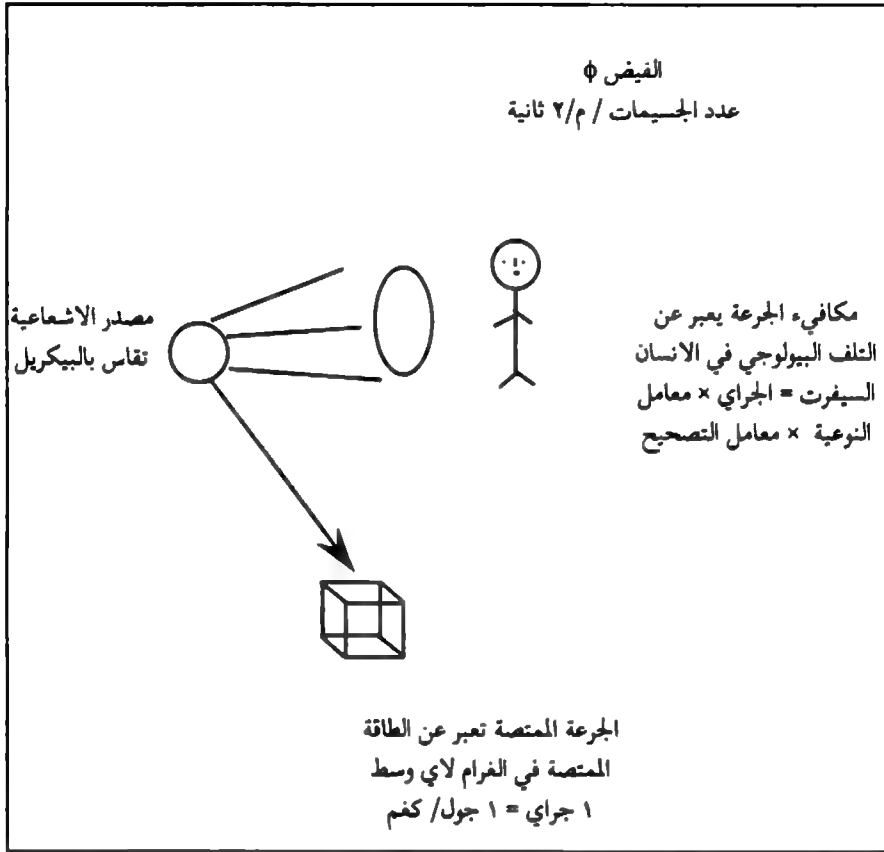 الفيض φ
عدد الجسيمات / م/٢ ثانية
مصدر الاشعاعية
تقاس بالبيكريل
مكافيء الجرعة يعبر عن
التلف البيولوجي في الانسان
السيفرت = الجراي × معامل
النوعية × معامل التصحيح
الجرعة الممتصة تعبر عن الطاقة
الممتصة في الغرام لاي وسط
١ جراي = ١ جول/ كغم